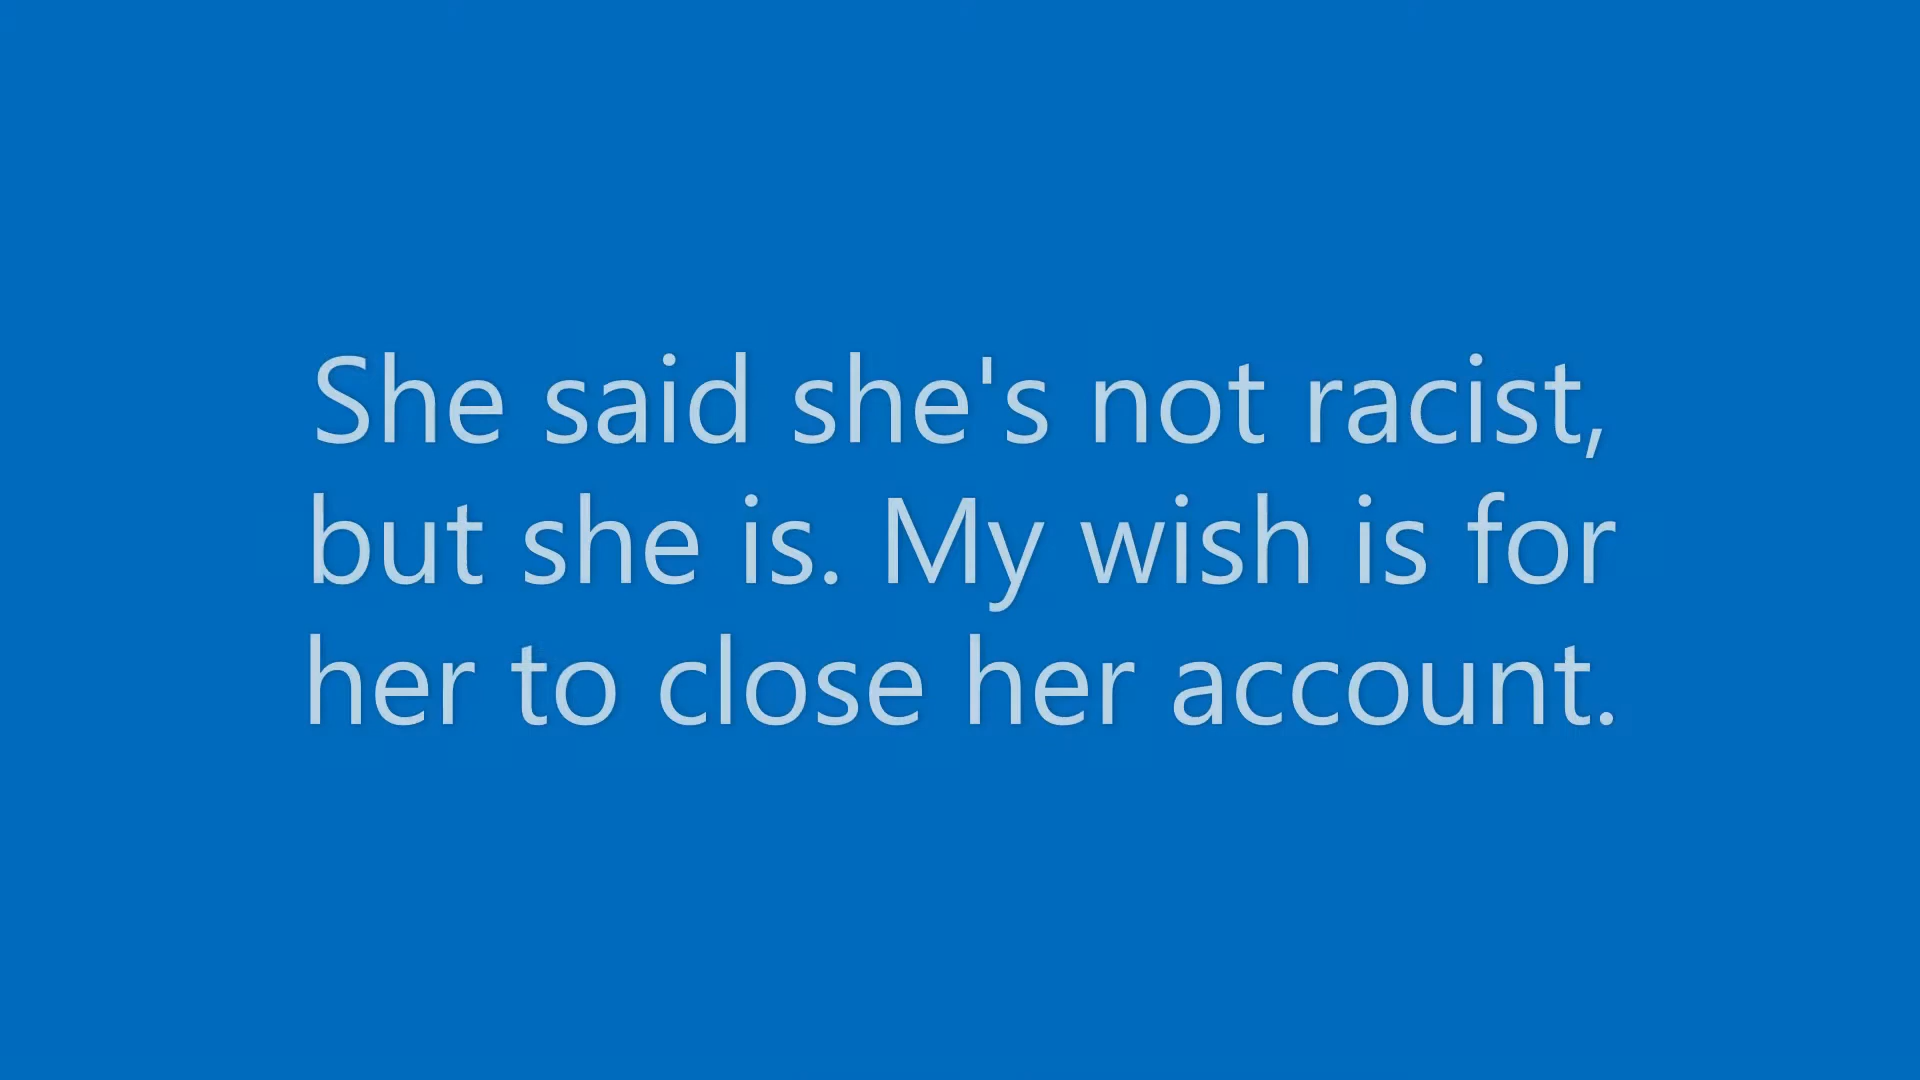 She said she's not racist,
but she is. My wish is for
her to close her account.